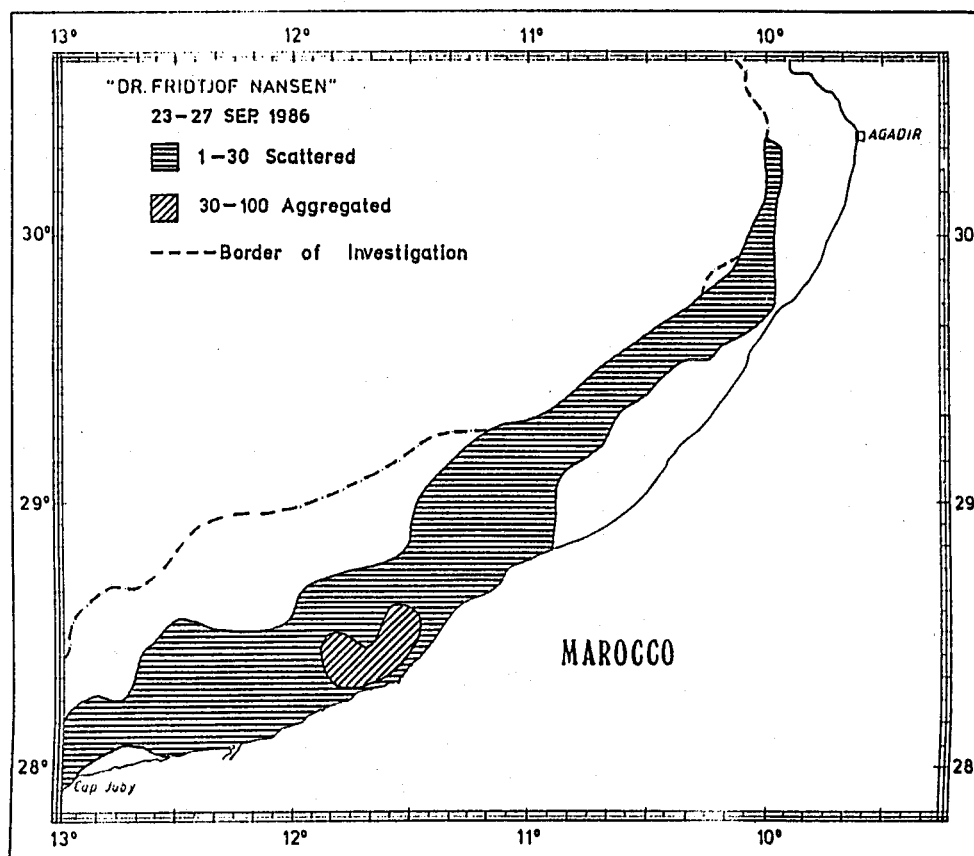 13° 12° 11° 10°
"DR. FRIDTJOF NANSEN"
23-27 SEP. 1986
1-30 Scattered
30-100 Aggregated
Border of Investigation
AGADIR
30° 30
29° 29
MAROCCO
28° 28
Cap Juby
13° 12° 11° 10°